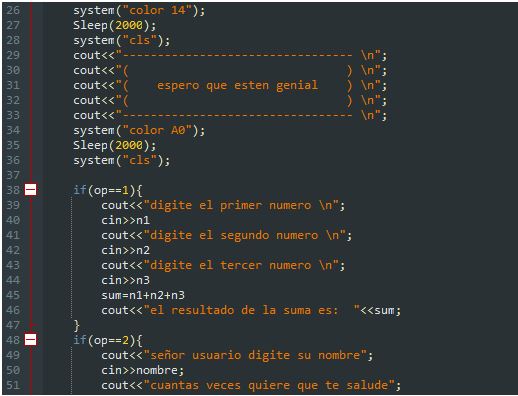 26 system("color 14");
27 Sleep(2000);
28 system("cls");
29 cout<<"---------------------------------- \n";
30 cout<<"(                                ) \n";
31 cout<<"(    espero que esten genial     ) \n";
32 cout<<"(                                ) \n";
33 cout<<"---------------------------------- \n";
34 system("color A0");
35 Sleep(2000);
36 system("cls");
37
38 if(op==1){
39 cout<<"digite el primer numero \n";
40 cin>>n1
41 cout<<"digite el segundo numero \n";
42 cin>>n2
43 cout<<"digite el tercer numero \n";
44 cin>>n3
45 sum=n1+n2+n3
46 cout<<"el resultado de la suma es:  "<<sum;
47 }
48 if(op==2){
49 cout<<"señor usuario digite su nombre";
50 cin>>nombre;
51 cout<<"cuantas veces quiere que te salude";